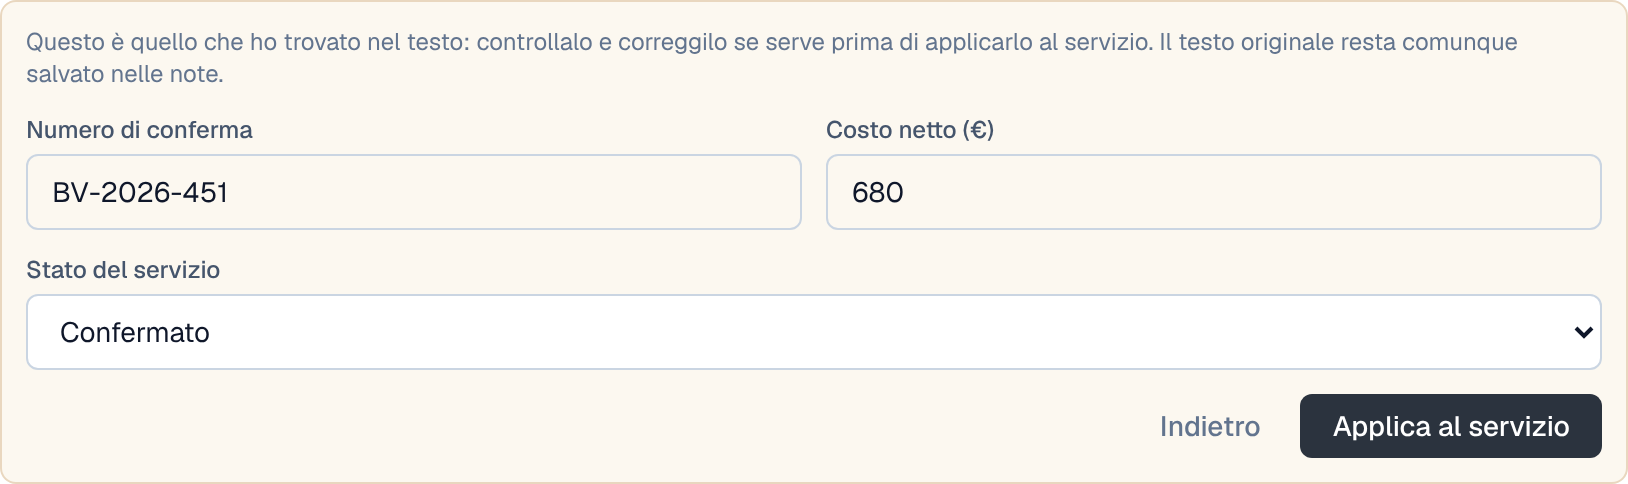 Questo è quello che ho trovato nel testo: controllalo e correggilo se serve prima di applicarlo al servizio. Il testo originale resta comunque
salvato nelle note.
Numero di conferma
Costo netto (€)
BV-2026-451
680
Stato del servizio
Confermato
Indietro
Applica al servizio